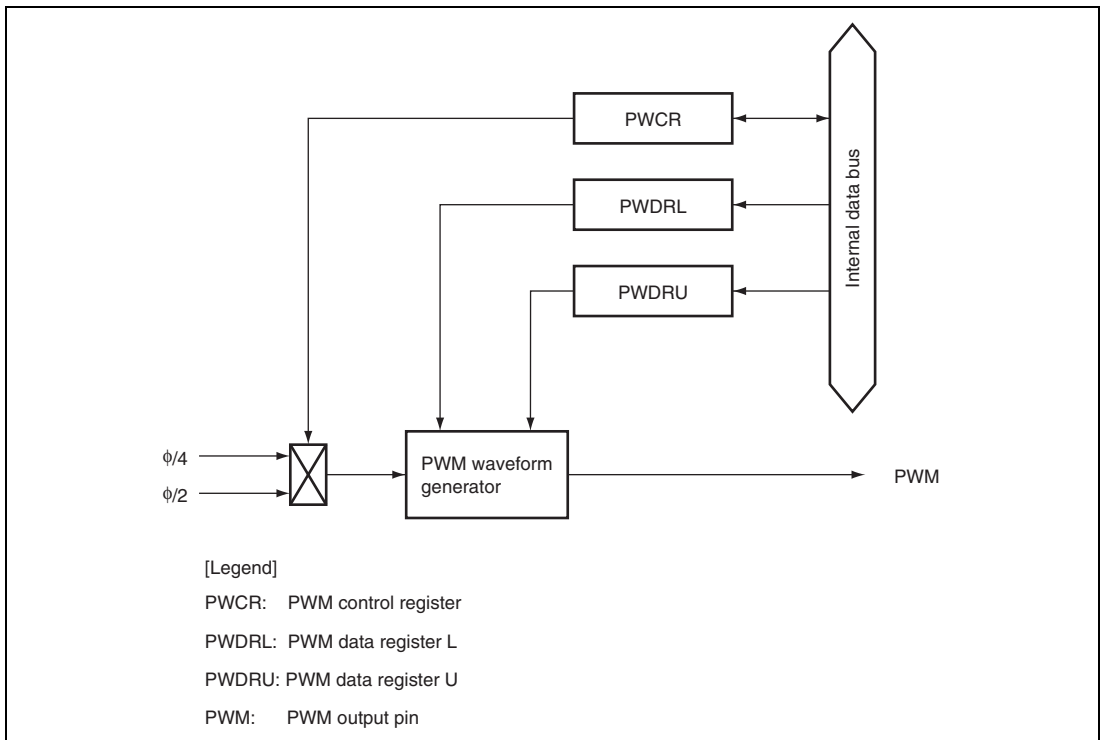 PWCR
PWDRL
PWDRU
Internal data bus
ϕ/4
ϕ/2
PWM waveform
generator
PWM
[Legend]
PWCR: PWM control register
PWDRL: PWM data register L
PWDRU: PWM data register U
PWM: PWM output pin